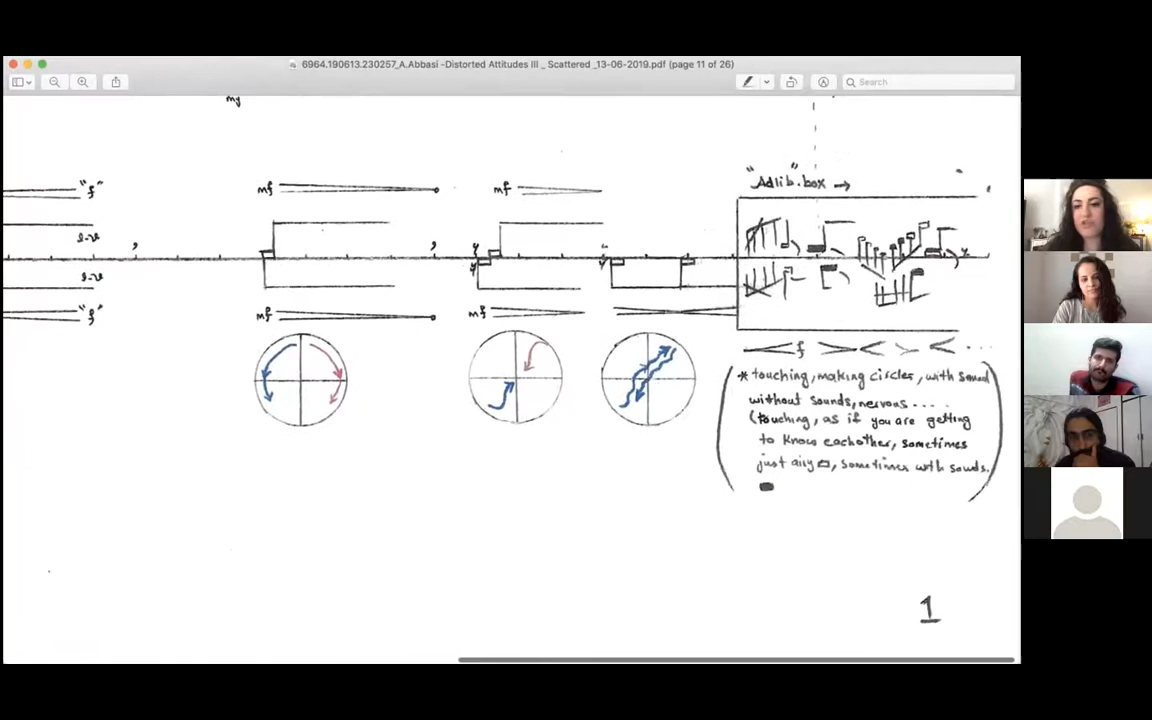 6964.190613.230257_A.Abbasi -Distorted Attitudes III _ Scattered _13-06-2019.pdf (page 11 of 26)
Search
my
"f"
mf
mf
"Adlib".box →
l.v
,
,
l.v
"f"
mf
mf
f
* touching, making circles, with sound
without sounds, nervous ....
(touching, as if you are getting
to know eachother, sometimes
just airy, sometimes with souds.
1